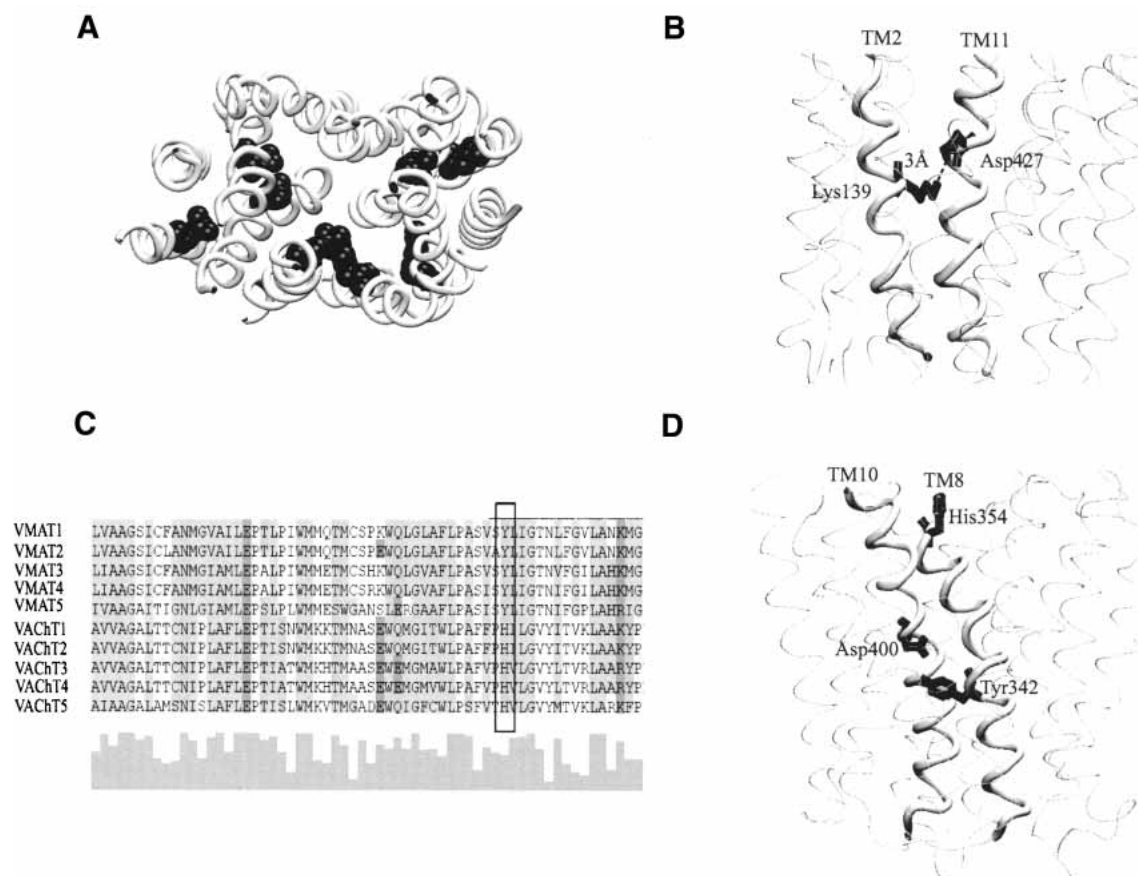 A
B
TM2 TM11
3Å
Asp427
Lys139
C
VMAT1 LVAAGSICFANMGVAILEPTLPIWMMQTMCSPKWQLGLAFLPASVSYLIGTNLFGVLANKMG
VMAT2 LVAAGSICLANMGVAILEPTLPIWMMQTMCSPEWQLGLAFLPASVAYLIGTNLFGVLANKMG
VMAT3 LIAAGSICFANMGVAMLEPALPIWMMETMCSHKWQLGVAFLPASVSYLIGTNVFGILAHKMG
VMAT4 LIAAGSICFANMGIAMLEPALPIWMMETMCSRKWQLGVAFLPASISYLIGTNIFGILAHKMG
VMAT5 IVAAGAITIGNLGIAMLEPSLPLWMMESWGANSLERGAAFLPASISYLIGTNIFGPLAHRIG
VAChT1 AVVAGALTTCNIPLAFLEPTISNWMKKTMNASEWQMGITWLPAFFPHILGVYITVKLAAKYP
VAChT2 AVVAGALTTCNIPLAFLEPTISNWMKKTMNASEWQMGITWLPAFFPHILGVYITVKLAAKYP
VAChT3 AVVAGALTTCNIPLAFLEPTIATWMKHTMAASEWEMGMAWLPAFVPHVLGVYLTVRLAARYP
VAChT4 AVVAGALTTCNIPLAFLEPTIATWMKHTMAASEWEMGMVWLPAFVPHVLGVYLTVRLAARYP
VAChT5 AIAAGALAMSNISLAFLEPTISLWMKVTMGADEWQIGFCWLPSFVTHVLGVYMTVKLARKFP
D
TM10 TM8
His354
Asp400
Tyr342